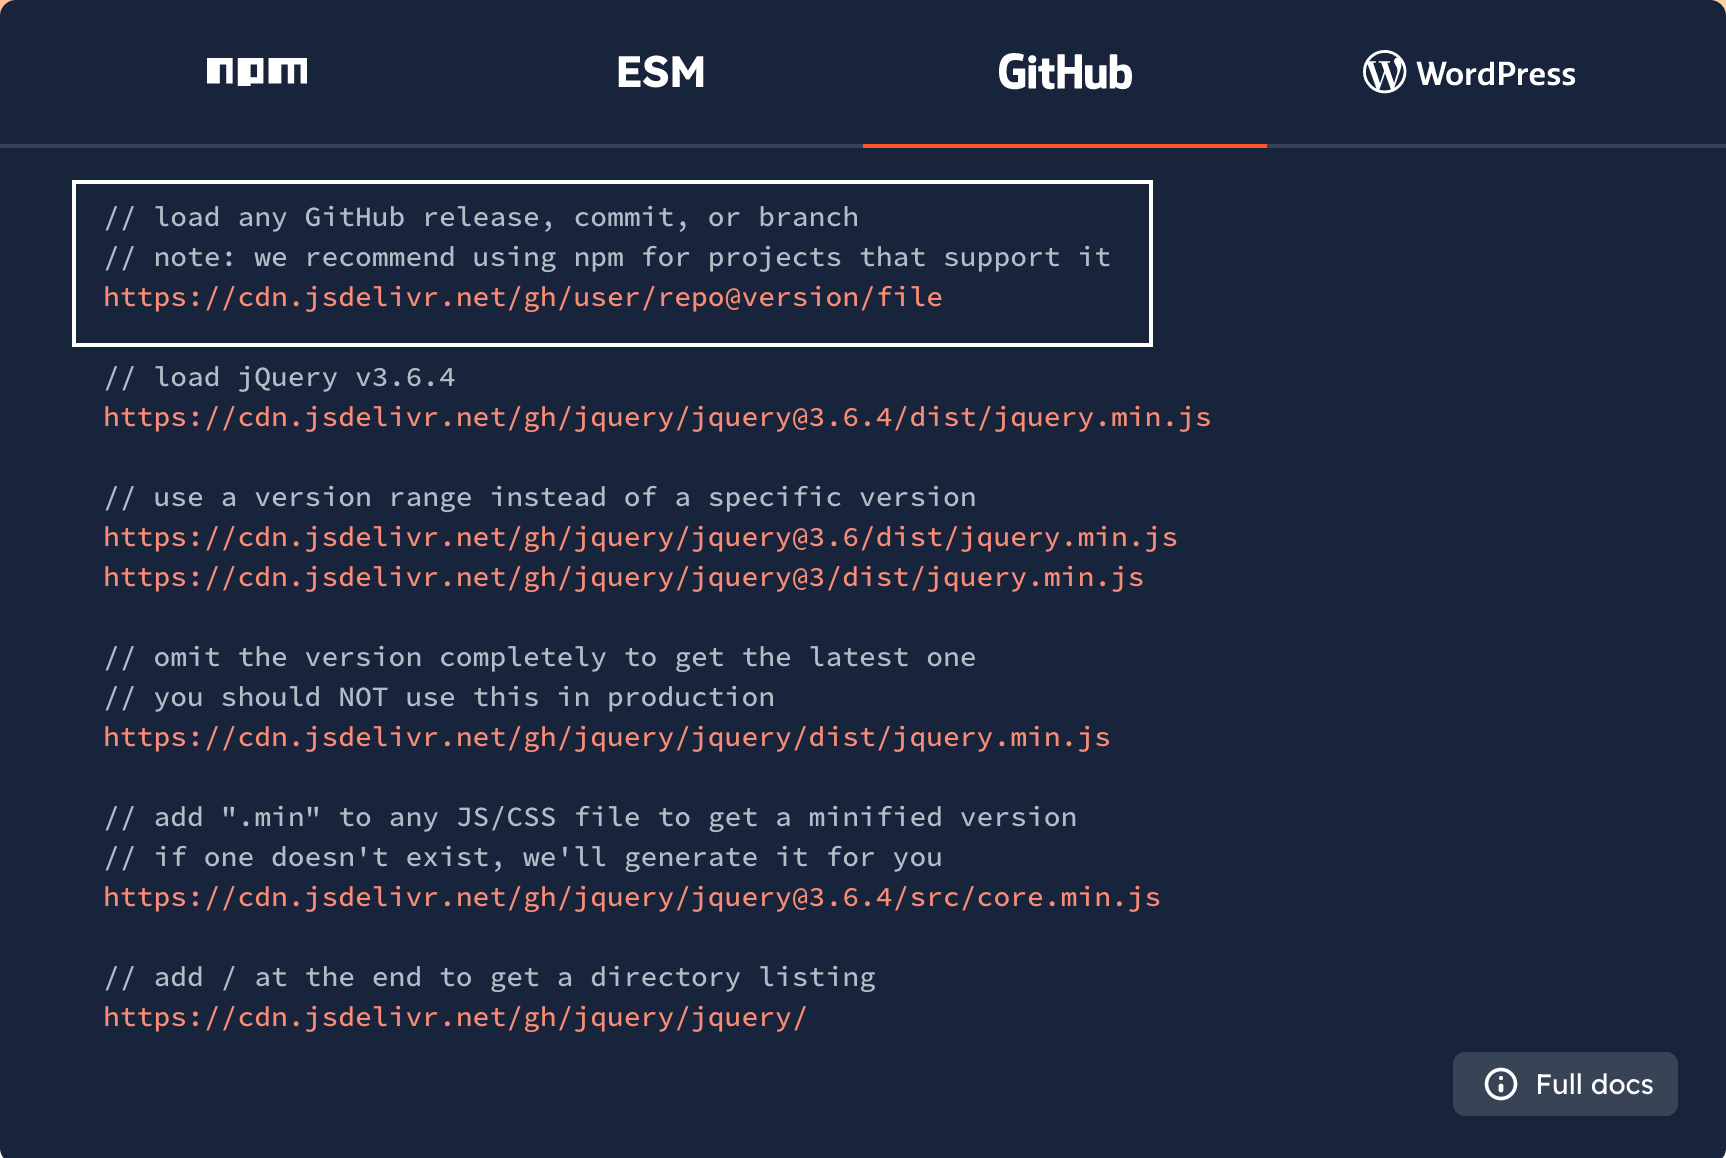 npm
ESM
GitHub
WordPress
// load any GitHub release, commit, or branch
// note: we recommend using npm for projects that support it
https://cdn.jsdelivr.net/gh/user/repo@version/file
// load jQuery v3.6.4
https://cdn.jsdelivr.net/gh/jquery/jquery@3.6.4/dist/jquery.min.js
// use a version range instead of a specific version
https://cdn.jsdelivr.net/gh/jquery/jquery@3.6/dist/jquery.min.js
https://cdn.jsdelivr.net/gh/jquery/jquery@3/dist/jquery.min.js
// omit the version completely to get the latest one
// you should NOT use this in production
https://cdn.jsdelivr.net/gh/jquery/jquery/dist/jquery.min.js
// add ".min" to any JS/CSS file to get a minified version
// if one doesn't exist, we'll generate it for you
https://cdn.jsdelivr.net/gh/jquery/jquery@3.6.4/src/core.min.js
// add / at the end to get a directory listing
https://cdn.jsdelivr.net/gh/jquery/jquery/
Full docs